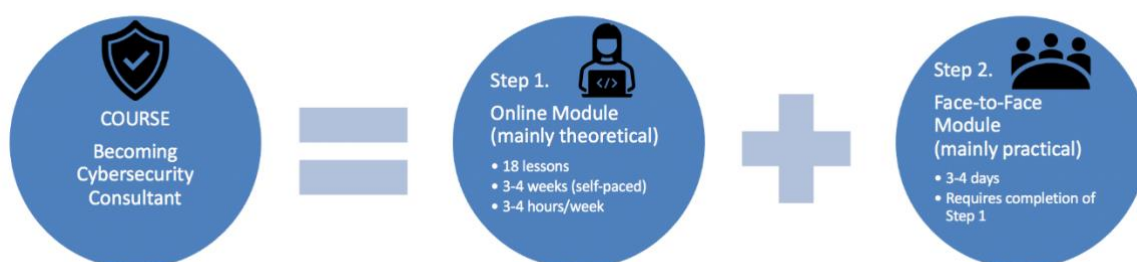 COURSE
Becoming
Cybersecurity
Consultant
Step 1.
</>
Online Module
(mainly theoretical)
• 18 lessons
• 3-4 weeks (self-paced)
• 3-4 hours/week
Step 2.
Face-to-Face
Module
(mainly practical)
• 3-4 days
• Requires completion of
Step 1